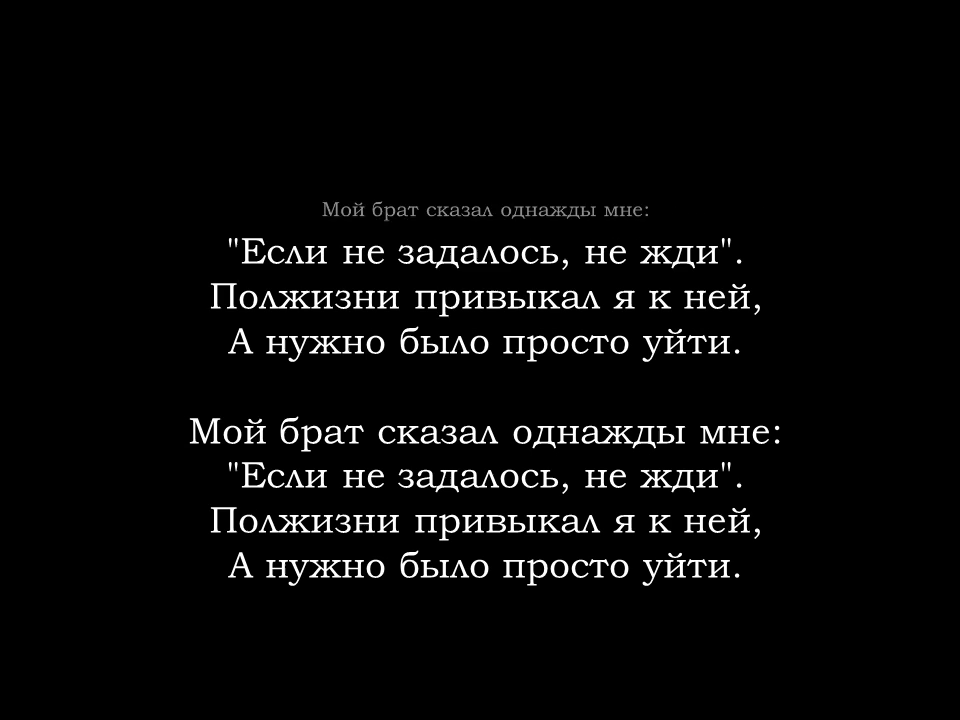 Мой брат сказал однажды мне:
"Если не задалось, не жди".
Полжизни привыкал я к ней,
А нужно было просто уйти.
Мой брат сказал однажды мне:
"Если не задалось, не жди".
Полжизни привыкал я к ней,
А нужно было просто уйти.